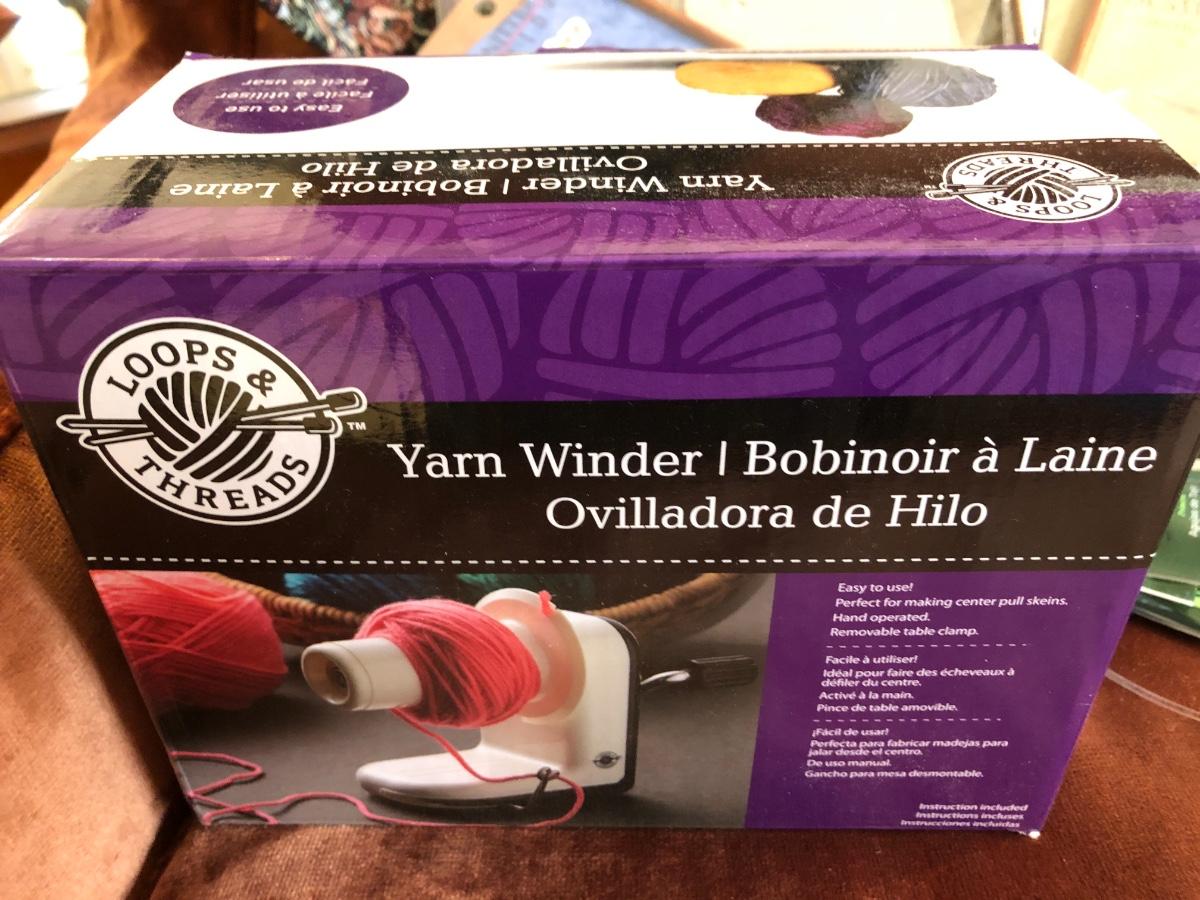 Easy to use
Facile à utiliser
Fácil de usar
Yarn Winder | Bobinoir à Laine
Ovilladora de Hilo
LOOPS &
THREADS
LOOPS &
THREADS
TM
Yarn Winder | Bobinoir à Laine
Ovilladora de Hilo
Easy to use!
Perfect for making center pull skeins.
Hand operated.
Removable table clamp.
Facile à utiliser!
Idéal pour faire des écheveaux à
défiler du centre.
Activé à la main.
Pince de table amovible.
¡Fácil de usar!
Perfecta para fabricar madejas para
jalar desde el centro.
De uso manual.
Gancho para mesa desmontable.
Instruction included
Instructions incluses
Instrucciones incluidas